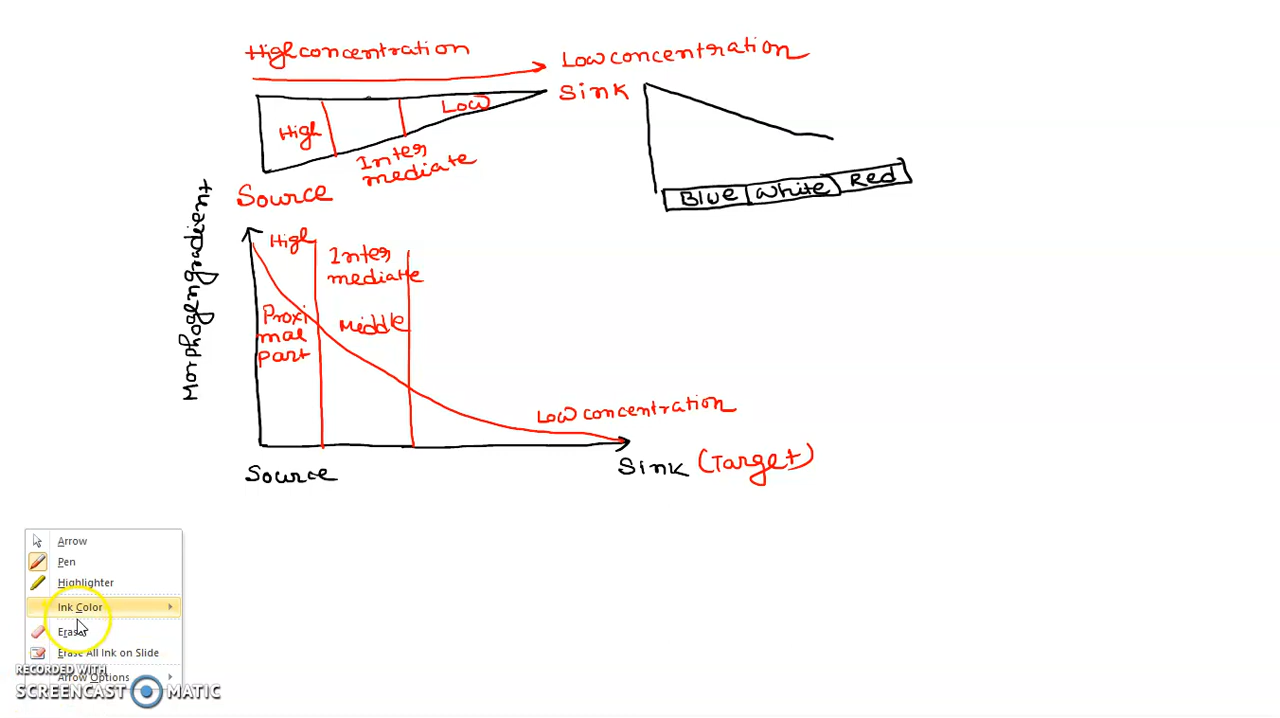 High concentration
Low concentration
Sink
High
Low
Inter
mediate
Source
Blue White Red
Morphogen gradient
High
Inter
mediate
Proxi
mal
part
Middle
Low concentration
Source
Sink (Target)
Arrow
Pen
Highlighter
Ink Color
Erase
Erase All Ink on Slide
Arrow Options
RECORDED WITH
SCREENCAST MATIC